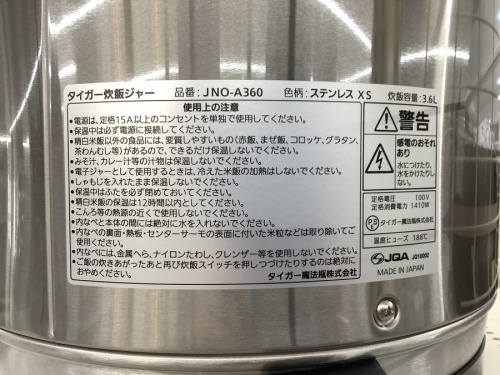 タイガー炊飯ジャー 品番：JNO-A360 色柄：ステンレス XS 炊飯容量：3.6L
使用上の注意
•電源は、定格15A以上のコンセントを単独で使用してください。
•保温中は必ず電源に接続してください。
•精白米飯以外の食品には、変質しやすいもの(赤飯、まぜ飯、コロッケ、グラタン、
茶わんむし等)があるので、できるだけ保温しないでください。
•みそ汁、カレー汁等の汁物は保温しないでください。
•電子ジャーとして使用するときは、冷えた米飯の加熱はしないでください。
•しゃもじを入れたまま保温しないでください。
•保温中はふたを必ず閉めておいてください。
•精白米飯の保温は12時間以内としてください。
•こんろ等の熱源の近くで使用しないでください。
•内なべと本体の間には絶対に水を入れないでください。
•内なべの裏面・熱板・センターサーモの表面に付いた米粒などは取り除いてご
使用ください。
•内なべには、金属へら、ナイロンたわし、クレンザー等を使用しないでください。
•ご飯の炊きあがったあと再び炊飯スイッチを押しつづけたりするのは絶対に
おやめください。
タイガー魔法瓶株式会社
警告
感電のおそれ
あり
水につけたり、
水をかけたりし
ない。
定格電圧 100V
定格消費電力 1410W
PS
E タイガー魔法瓶株式会社
温度ヒューズ 188℃
JQA JQ10002
MADE IN JAPAN